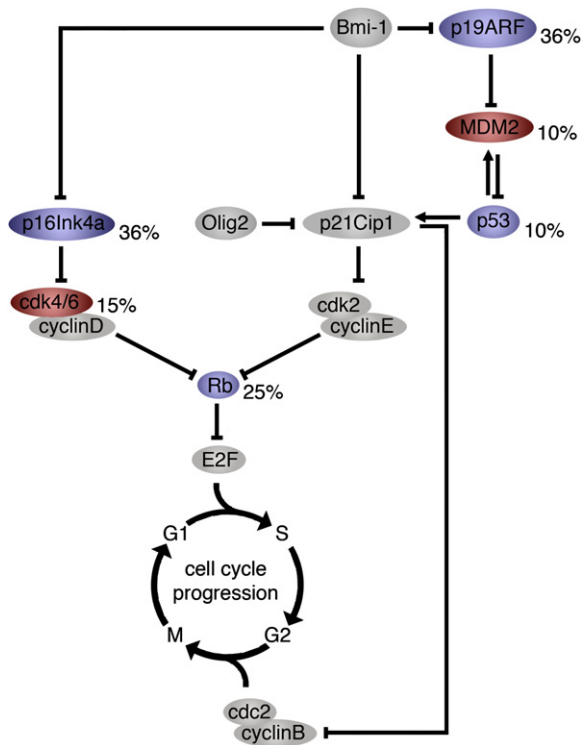 Bmi-1
p19ARF
36%
MDM2
10%
p16Ink4a
36%
Olig2
p21Cip1
p53
10%
cdk4/6
15%
cyclinD
cdk2
cyclinE
Rb
25%
E2F
G1
S
cell cycle
progression
M
G2
cdc2
cyclinB